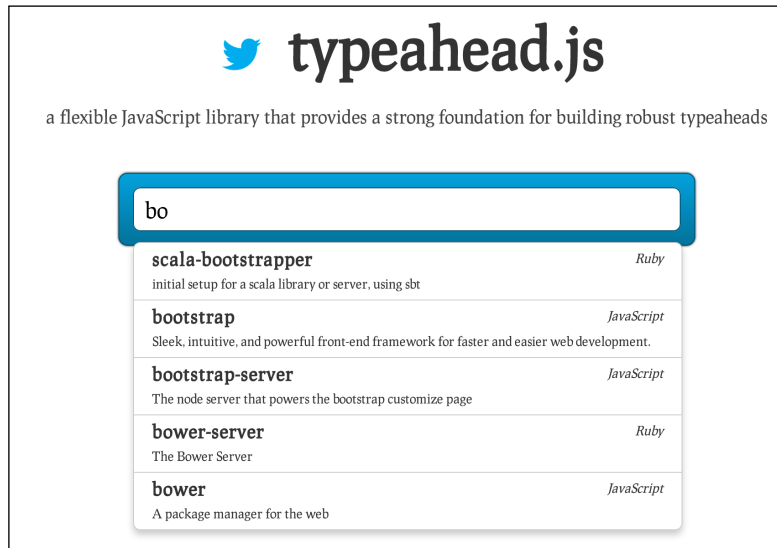 typeahead.js
a flexible JavaScript library that provides a strong foundation for building robust typeaheads
bo
scala-bootstrapper Ruby
initial setup for a scala library or server, using sbt
bootstrap JavaScript
Sleek, intuitive, and powerful front-end framework for faster and easier web development.
bootstrap-server JavaScript
The node server that powers the bootstrap customize page
bower-server Ruby
The Bower Server
bower JavaScript
A package manager for the web